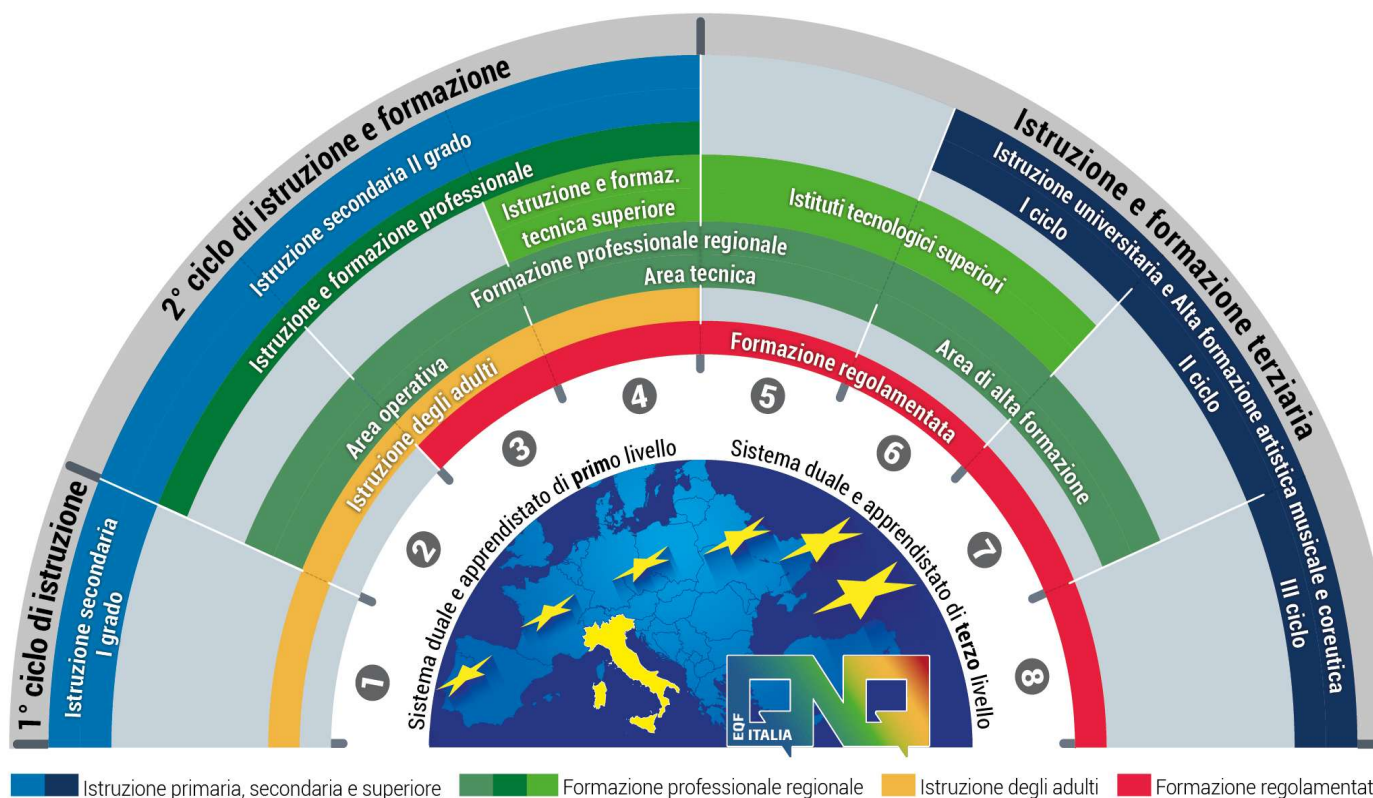 1° ciclo di istruzione
2° ciclo di istruzione e formazione
Istruzione e formazione terziaria
Istruzione secondaria
I grado
Istruzione secondaria II grado
Istruzione e formazione professionale
Istruzione e formaz.
tecnica superiore
Istituti tecnologici superiori
Istruzione universitaria e Alta formazione artistica musicale e coreutica
I ciclo
II ciclo
III ciclo
Formazione professionale regionale
Area operativa
Area tecnica
Area di alta formazione
Istruzione degli adulti
Formazione regolamentata
1
2
3
4
5
6
7
8
Sistema duale e apprendistato di primo livello
Sistema duale e apprendistato di terzo livello
EQF
ITALIA
QNQ
Istruzione primaria, secondaria e superiore
Formazione professionale regionale
Istruzione degli adulti
Formazione regolamentat